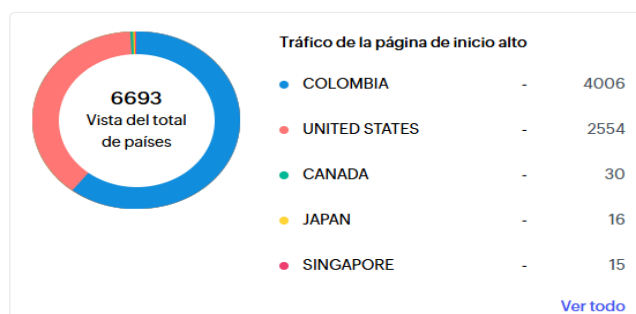 6693
Vista del total
de países
Tráfico de la página de inicio alto
COLOMBIA - 4006
UNITED STATES - 2554
CANADA - 30
JAPAN - 16
SINGAPORE - 15
Ver todo